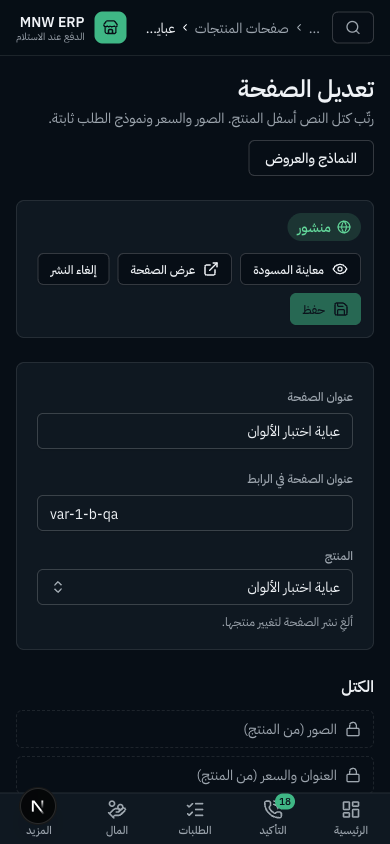 ... › صفحات المنتجات › عباي...
MNW ERP
الدفع عند الاستلام
تعديل الصفحة
رتّب كتل النص أسفل المنتج. الصور والسعر ونموذج الطلب ثابتة.
النماذج والعروض
منشور
معاينة المسودة
عرض الصفحة
إلغاء النشر
حفظ
عنوان الصفحة
عباية اختبار الألوان
عنوان الصفحة في الرابط
var-1-b-qa
المنتج
عباية اختبار الألوان
ألغِ نشر الصفحة لتغيير منتجها.
الكتل
الصور (من المنتج)
العنوان والسعر (من المنتج)
18
الرئيسية
التأكيد
الطلبات
المال
المزيد
N